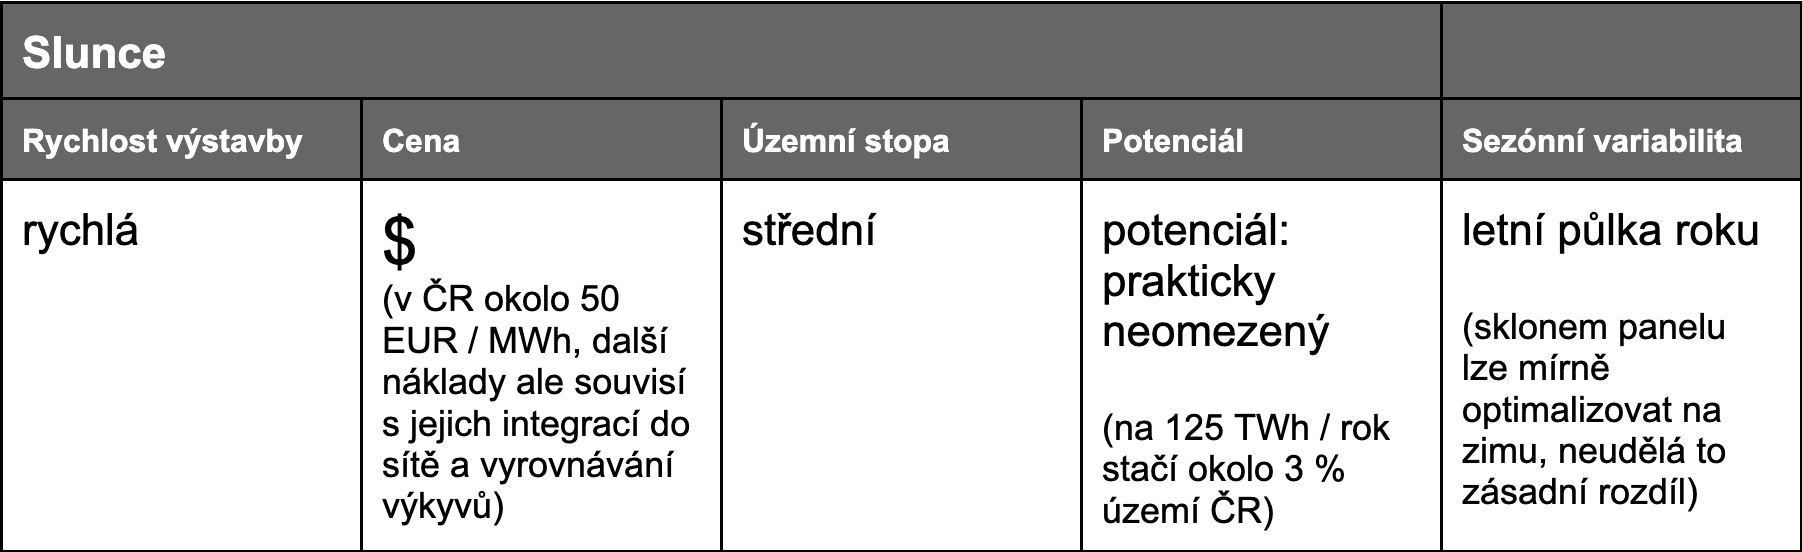 Slunce
Rychlost výstavby
Cena
Územní stopa
Potenciál
Sezónní variabilita
rychlá
$
(v ČR okolo 50
EUR / MWh, další
náklady ale souvisí
s jejich integrací do
sítě a vyrovnávání
výkyvů)
střední
potenciál:
prakticky
neomezený
(na 125 TWh / rok
stačí okolo 3 %
území ČR)
letní půlka roku
(sklonem panelu
lze mírně
optimalizovat na
zimu, neudělá to
zásadní rozdíl)